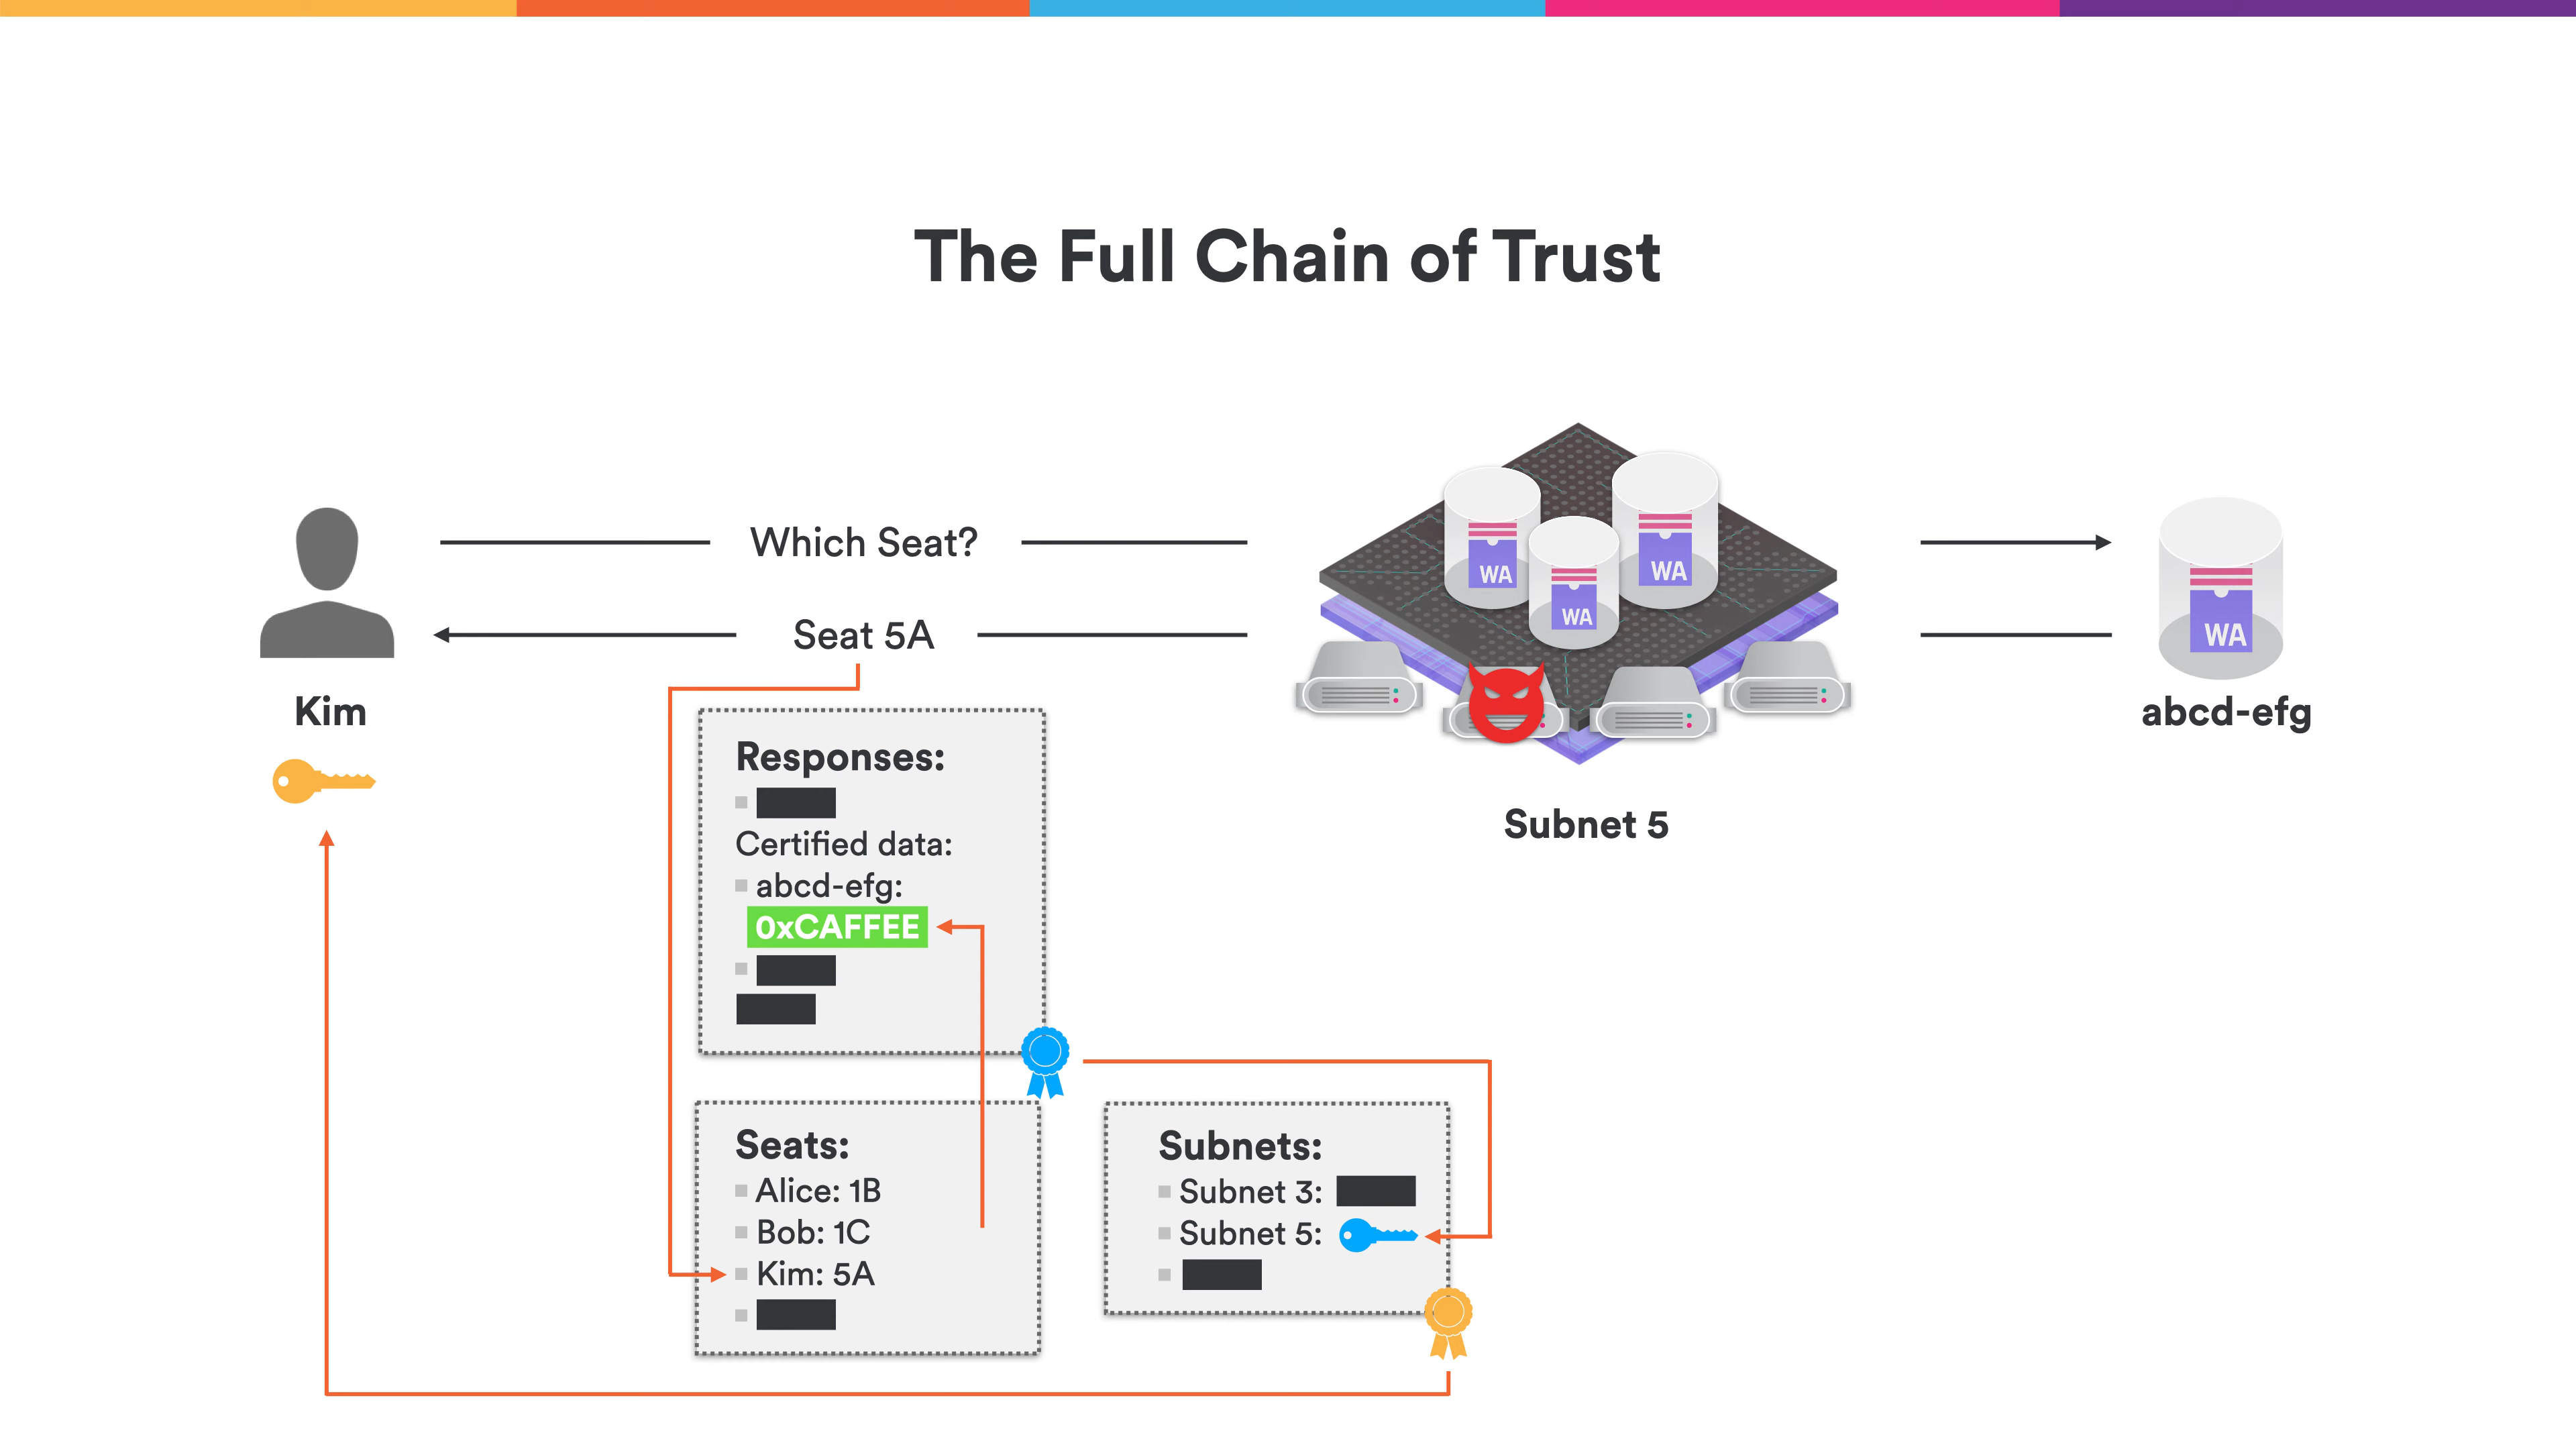 The Full Chain of Trust
Which Seat?
Seat 5A
WA
WA
WA
WA
Kim
abcd-efg
Subnet 5
Responses:
Certified data:
abcd-efg:
0xCAFFEE
Seats:
Alice: 1B
Bob: 1C
Kim: 5A
Subnets:
Subnet 3:
Subnet 5: